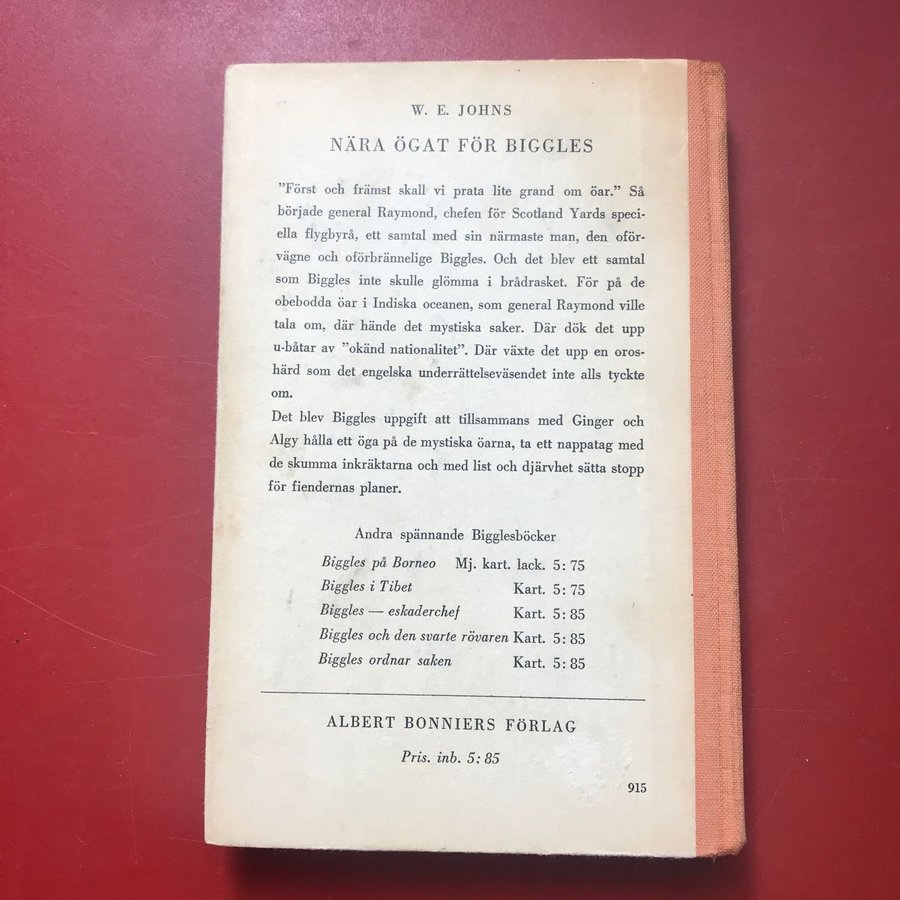 W. E. JOHNS
NÄRA ÖGAT FÖR BIGGLES
”Först och främst skall vi prata lite grand om öar.” Så
började general Raymond, chefen för Scotland Yards speci-
ella flygbyrå, ett samtal med sin närmaste man, den oför-
vägne och oförbrännelige Biggles. Och det blev ett samtal
som Biggles inte skulle glömma i brådrasket. För på de
obebodda öar i Indiska oceanen, som general Raymond ville
tala om, där hände det mystiska saker. Där dök det upp
u-båtar av ”okänd nationalitet”. Där växte det upp en oros-
härd som det engelska underrättelseväsendet inte alls tyckte
om.
Det blev Biggles uppgift att tillsammans med Ginger och
Algy hålla ett öga på de mystiska öarna, ta ett nappatag med
de skumma inkräktarna och med list och djärvhet sätta stopp
för fiendernas planer.
Andra spännande Bigglesböcker
Biggles på Borneo Mj. kart. lack. 5: 75
Biggles i Tibet Kart. 5: 75
Biggles — eskaderchef Kart. 5: 85
Biggles och den svarte rövaren Kart. 5: 85
Biggles ordnar saken Kart. 5: 85
ALBERT BONNIERS FÖRLAG
Pris. inb. 5: 85
915